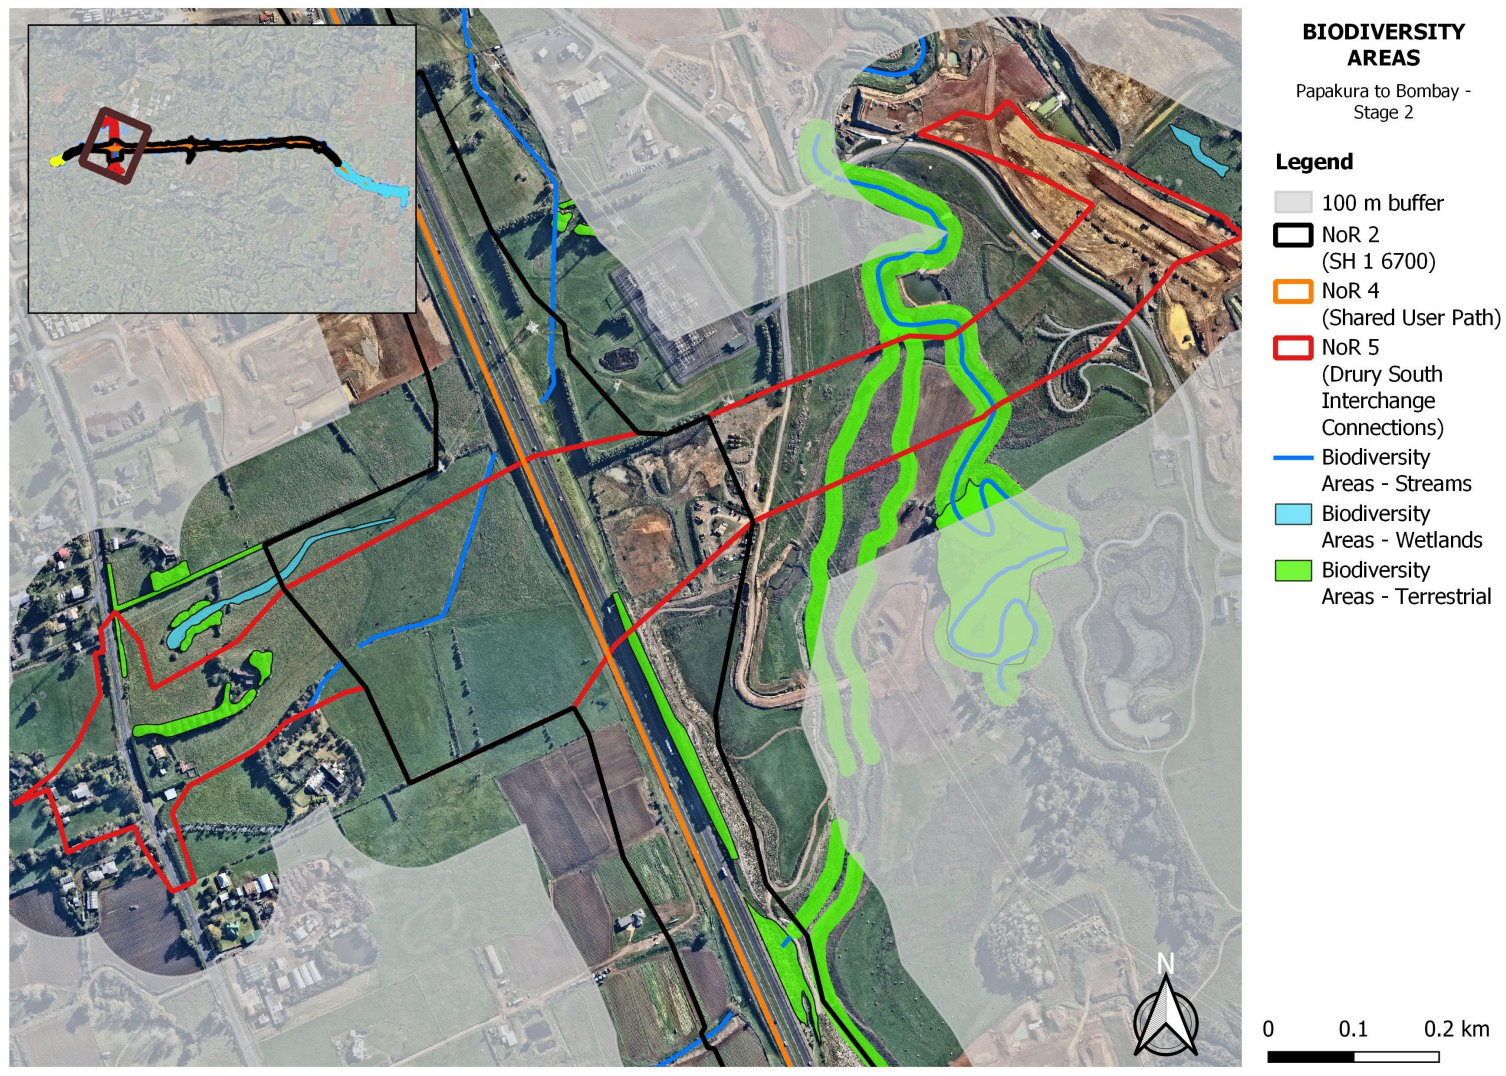 BIODIVERSITY
AREAS
Papakura to Bombay -
Stage 2
Legend
100 m buffer
NoR 2
(SH 1 6700)
NoR 4
(Shared User Path)
NoR 5
(Drury South
Interchange
Connections)
Biodiversity
Areas - Streams
Biodiversity
Areas - Wetlands
Biodiversity
Areas - Terrestrial
N
0 0.1 0.2 km